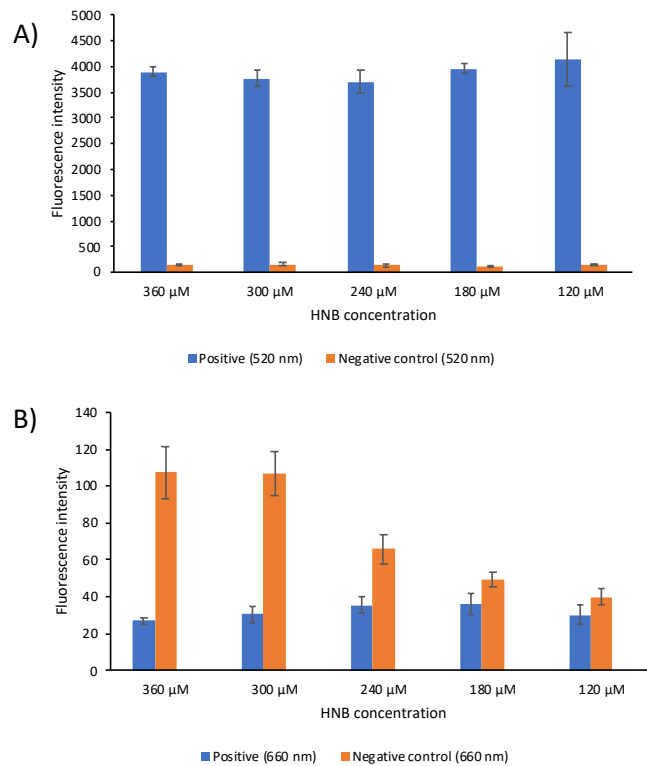 A)
Fluorescence intensity
5000
4500
4000
3500
3000
2500
2000
1500
1000
500
0
360 µM 300 µM 240 µM 180 µM 120 µM
HNB concentration
Positive (520 nm) Negative control (520 nm)
B)
Fluorescence intensity
140
120
100
80
60
40
20
0
360 µM 300 µM 240 µM 180 µM 120 µM
HNB concentration
Positive (660 nm) Negative control (660 nm)